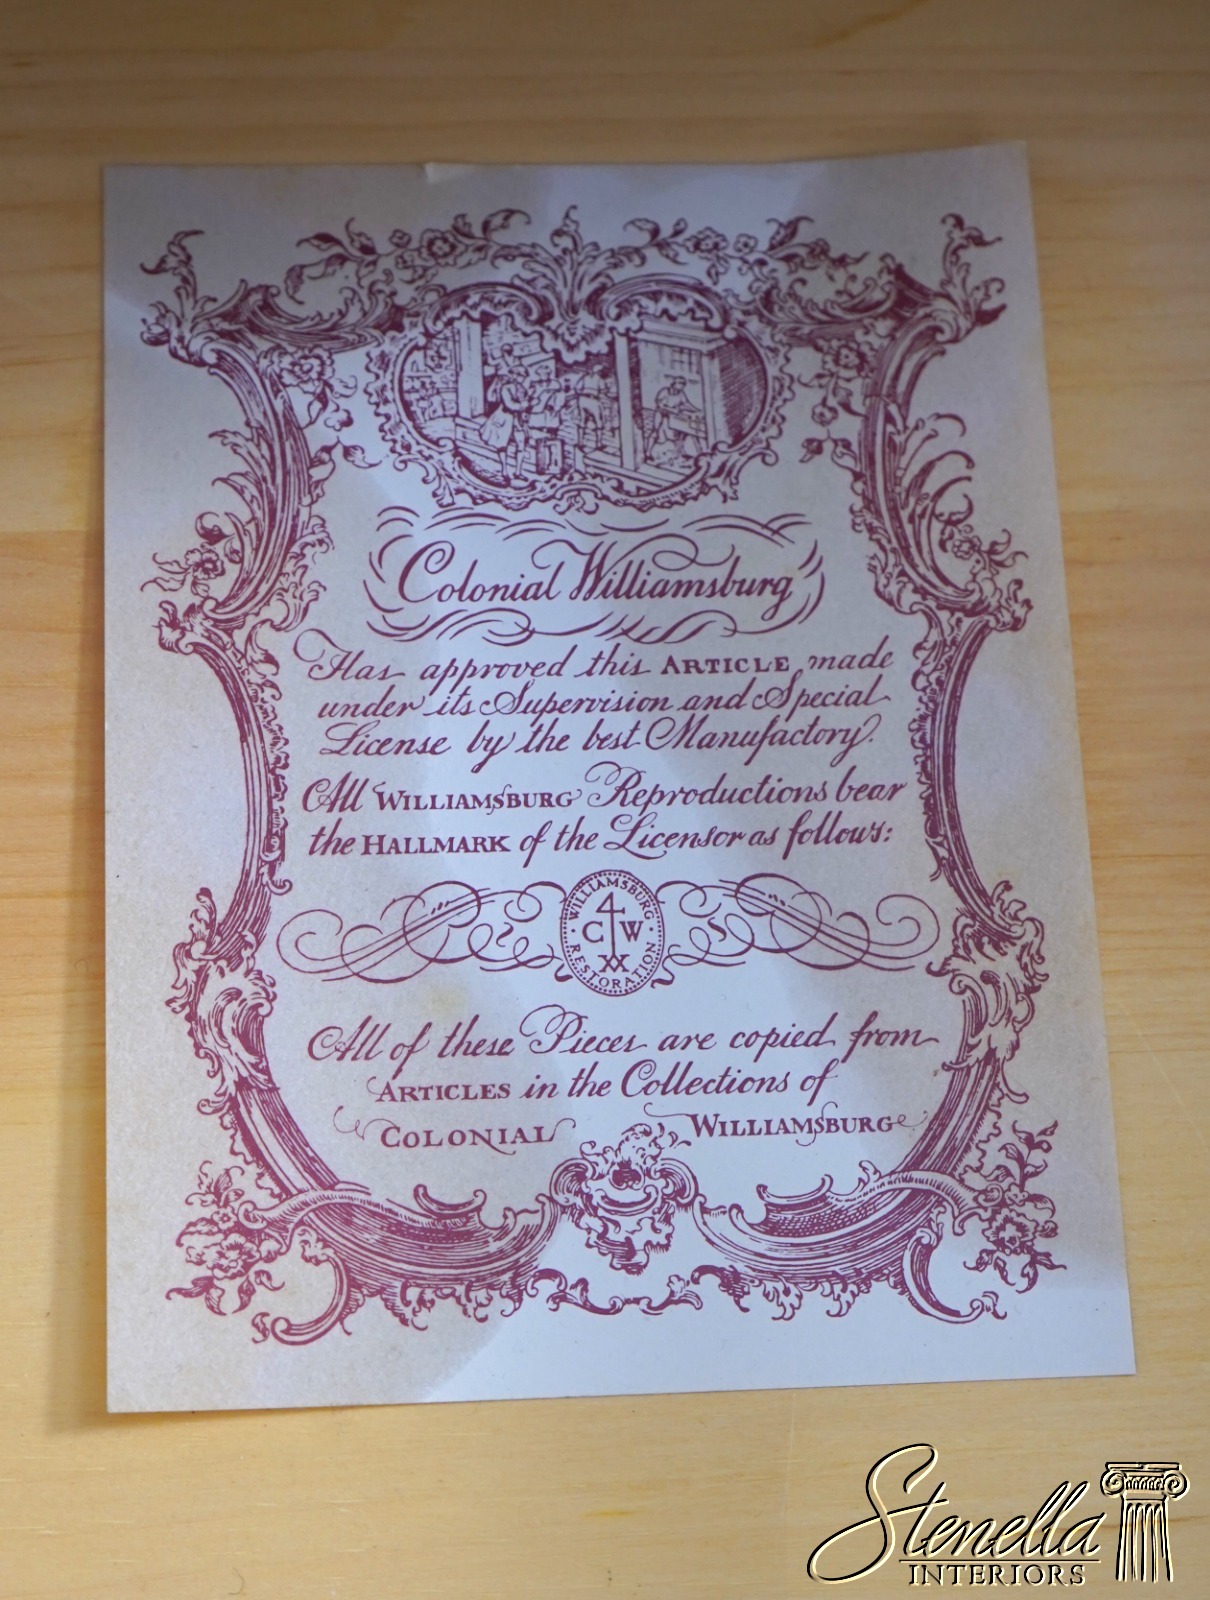 Colonial Williamsburg
Has approved this ARTICLE made
under its Supervision and Special
License by the best Manufactory.
All WILLIAMSBURG Reproductions bear
the HALLMARK of the Licensor as follows:
WILLIAMSBURG
C W
RESTORATION
All of these Pieces are copied from
ARTICLES in the Collections of
COLONIAL WILLIAMSBURG
Stenella
INTERIORS